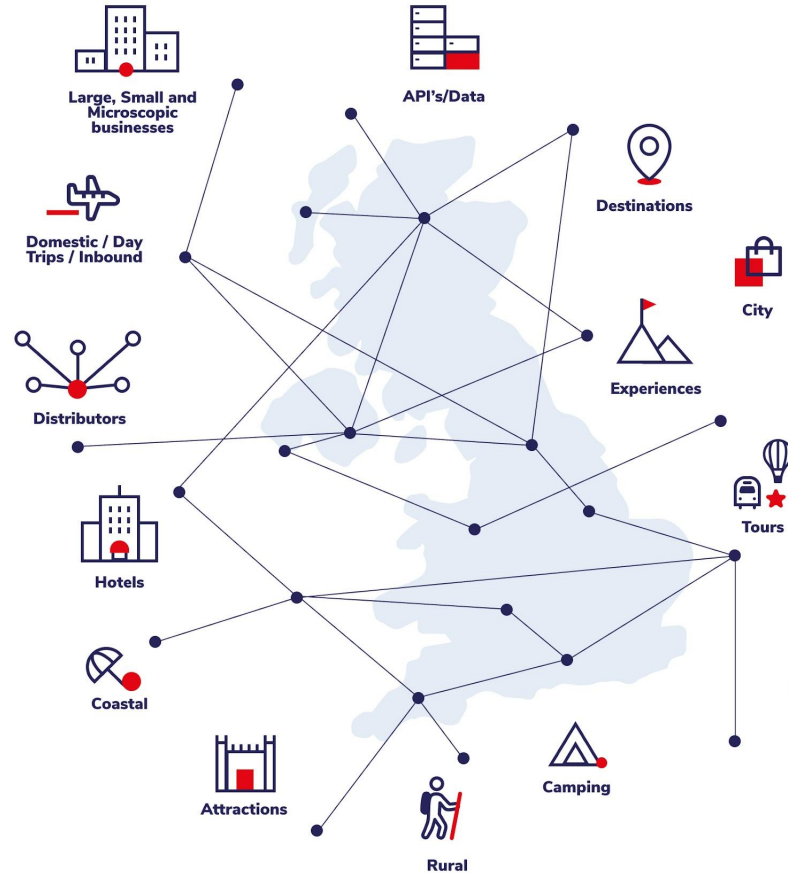 Large, Small and
Microscopic
businesses
API's/Data
Destinations
Domestic / Day
Trips / Inbound
City
Experiences
Distributors
Tours
Hotels
Coastal
Camping
Attractions
Rural